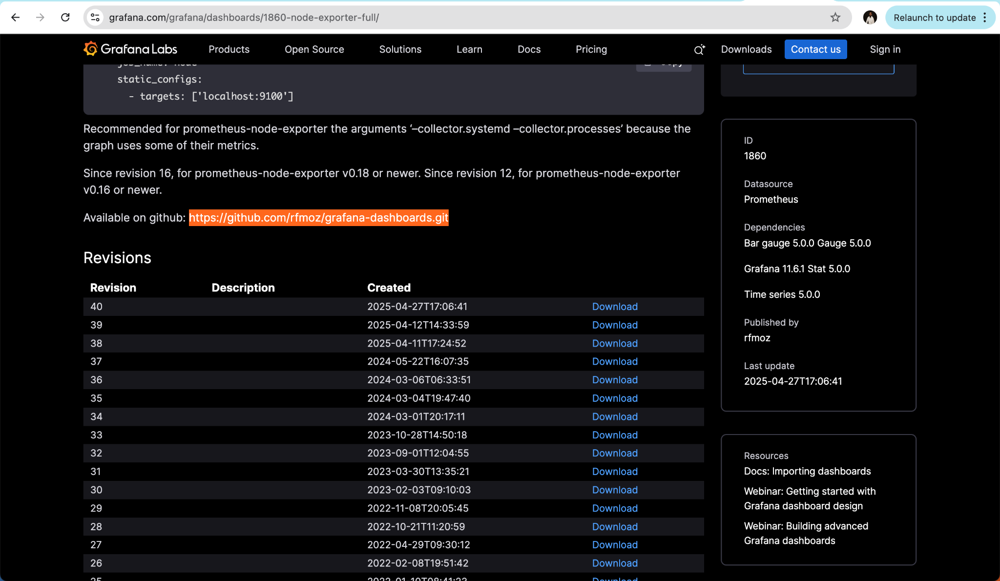 grafana.com/grafana/dashboards/1860-node-exporter-full/
Relaunch to update
Grafana Labs
Products
Open Source
Solutions
Learn
Docs
Pricing
Downloads
Contact us
Sign in
static_configs:
- targets: ['localhost:9100']
Recommended for prometheus-node-exporter the arguments ‘–collector.systemd –collector.processes’ because the
graph uses some of their metrics.
Since revision 16, for prometheus-node-exporter v0.18 or newer. Since revision 12, for prometheus-node-exporter
v0.16 or newer.
Available on github: https://github.com/rfmoz/grafana-dashboards.git
Revisions
Revision Description Created
40 2025-04-27T17:06:41 Download
39 2025-04-12T14:33:59 Download
38 2025-04-11T17:24:52 Download
37 2024-05-22T16:07:35 Download
36 2024-03-06T06:33:51 Download
35 2024-03-04T19:47:40 Download
34 2024-03-01T20:17:11 Download
33 2023-10-28T14:50:18 Download
32 2023-09-01T12:04:55 Download
31 2023-03-30T13:35:21 Download
30 2023-02-03T09:10:03 Download
29 2022-11-08T20:05:45 Download
28 2022-10-21T11:20:59 Download
27 2022-04-29T09:30:12 Download
26 2022-02-08T19:51:42 Download
ID
1860
Datasource
Prometheus
Dependencies
Bar gauge 5.0.0 Gauge 5.0.0
Grafana 11.6.1 Stat 5.0.0
Time series 5.0.0
Published by
rfmoz
Last update
2025-04-27T17:06:41
Resources
Docs: Importing dashboards
Webinar: Getting started with
Grafana dashboard design
Webinar: Building advanced
Grafana dashboards